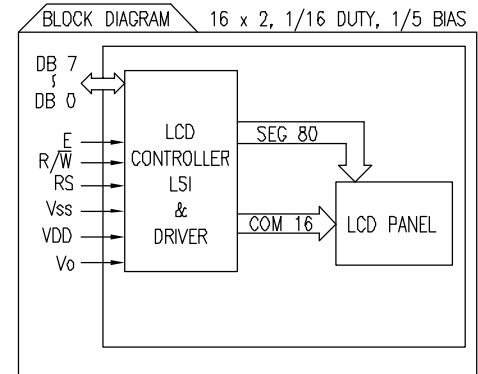 BLOCK DIAGRAM 16 x 2, 1/16 DUTY, 1/5 BIAS
DB 7
DB 0
E
R/W̅
RS
Vss
VDD
Vo
LCD
CONTROLLER
LSI
&
DRIVER
SEG 80
COM 16
LCD PANEL